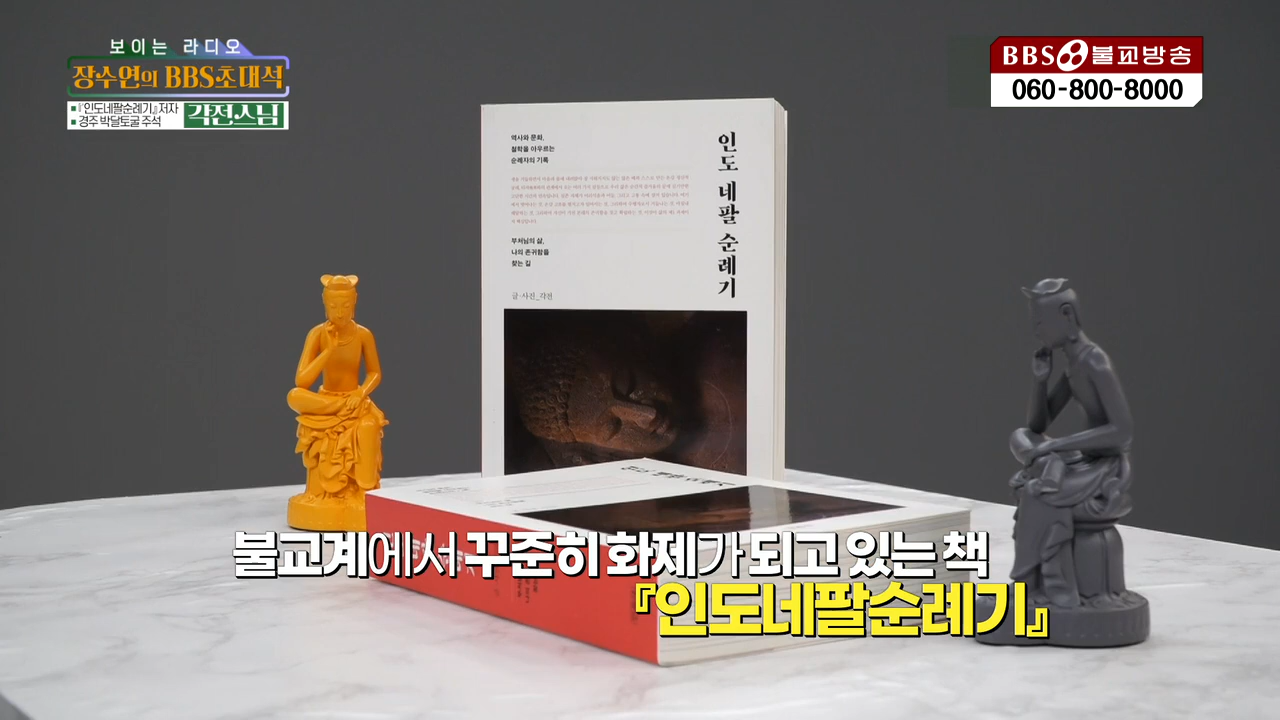 보이는 라디오
장수연의 BBS초대석
『인도네팔순례기』저자
경주 박달토굴 주석
각전스님
BBS 불교방송
060-800-8000
역사와 문화,
철학을 아우르는
순례자의 기록
부처님의 삶,
나의 존귀함을
찾는 길
글·사진_각전
인도 네팔 순례기
불교계에서 꾸준히 화제가 되고 있는 책
『인도네팔순례기』